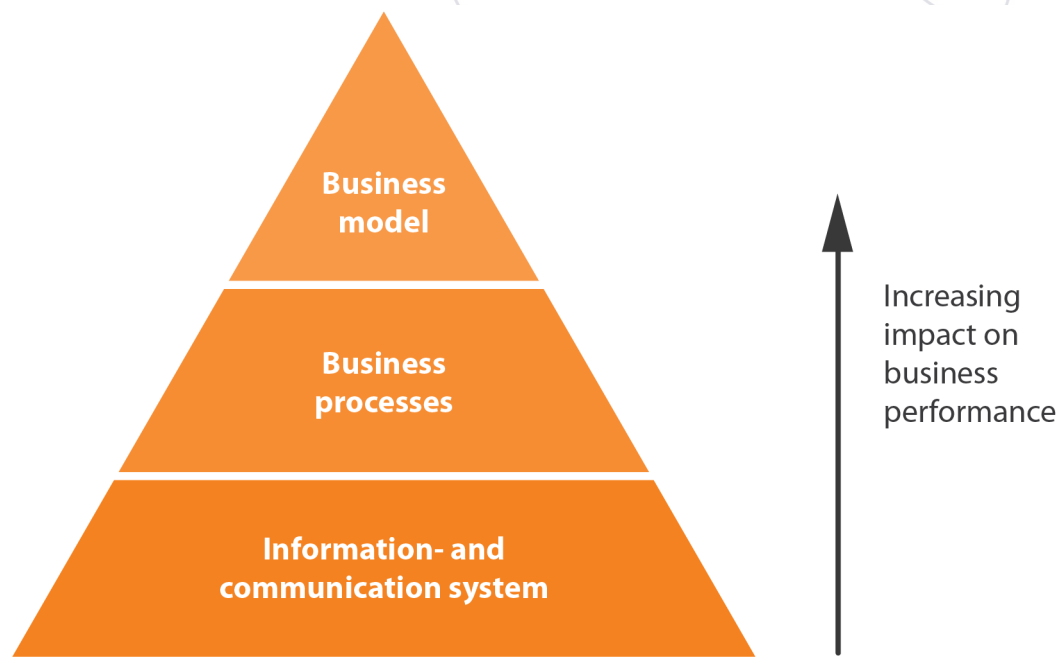 Business
model
Business
processes
Information- and
communication system
Increasing
impact on
business
performance